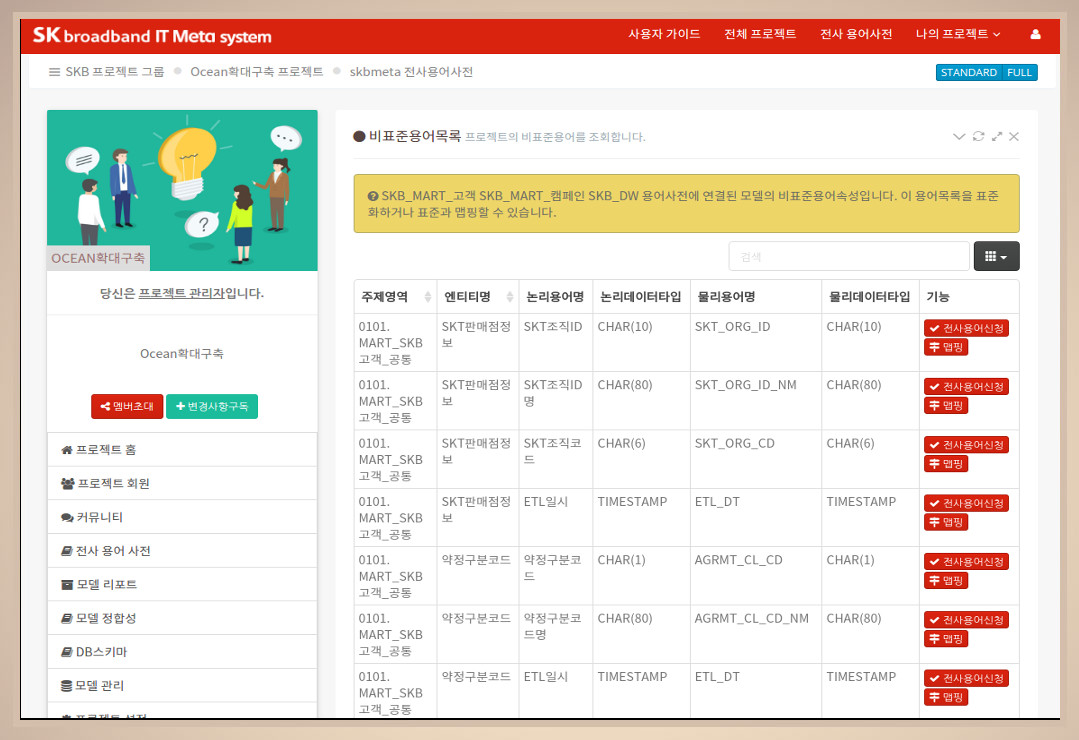 SK broadband IT Meta system
사용자 가이드 전체 프로젝트 전사 용어사전 나의 프로젝트
SKB 프로젝트 그룹 Ocean확대구축 프로젝트 skbmeta 전사용어사전
STANDARD FULL
?
OCEAN확대구축
당신은 프로젝트 관리자입니다.
Ocean확대구축
멤버초대 변경사항구독
프로젝트 홈
프로젝트 회원
커뮤니티
전사 용어 사전
모델 리포트
모델 정합성
DB스키마
모델 관리
비표준용어목록 프로젝트의 비표준용어를 조회합니다.
SKB_MART_고객 SKB_MART_캠페인 SKB_DW 용어사전에 연결된 모델의 비표준용어속성입니다. 이 용어목록을 표준
화하거나 표준과 맵핑할 수 있습니다.
검색
주제영역 엔티티명 논리용어명 논리데이터타입 물리용어명 물리데이터타입 기능
0101. SKT판매점정 SKT조직ID CHAR(10) SKT_ORG_ID CHAR(10) 전사용어신청
MART_SKB 보 맵핑
고객_공통
0101. SKT판매점정 SKT조직ID CHAR(80) SKT_ORG_ID_NM CHAR(80) 전사용어신청
MART_SKB 보 명 맵핑
고객_공통
0101. SKT판매점정 SKT조직코 CHAR(6) SKT_ORG_CD CHAR(6) 전사용어신청
MART_SKB 보 드 맵핑
고객_공통
0101. SKT판매점정 ETL일시 TIMESTAMP ETL_DT TIMESTAMP 전사용어신청
MART_SKB 보 맵핑
고객_공통
0101. 약정구분코드 약정구분코 CHAR(1) AGRMT_CL_CD CHAR(1) 전사용어신청
MART_SKB 드 맵핑
고객_공통
0101. 약정구분코드 약정구분코 CHAR(80) AGRMT_CL_CD_NM CHAR(80) 전사용어신청
MART_SKB 드명 맵핑
고객_공통
0101. 약정구분코드 ETL일시 TIMESTAMP ETL_DT TIMESTAMP 전사용어신청
MART_SKB 맵핑
고객_공통